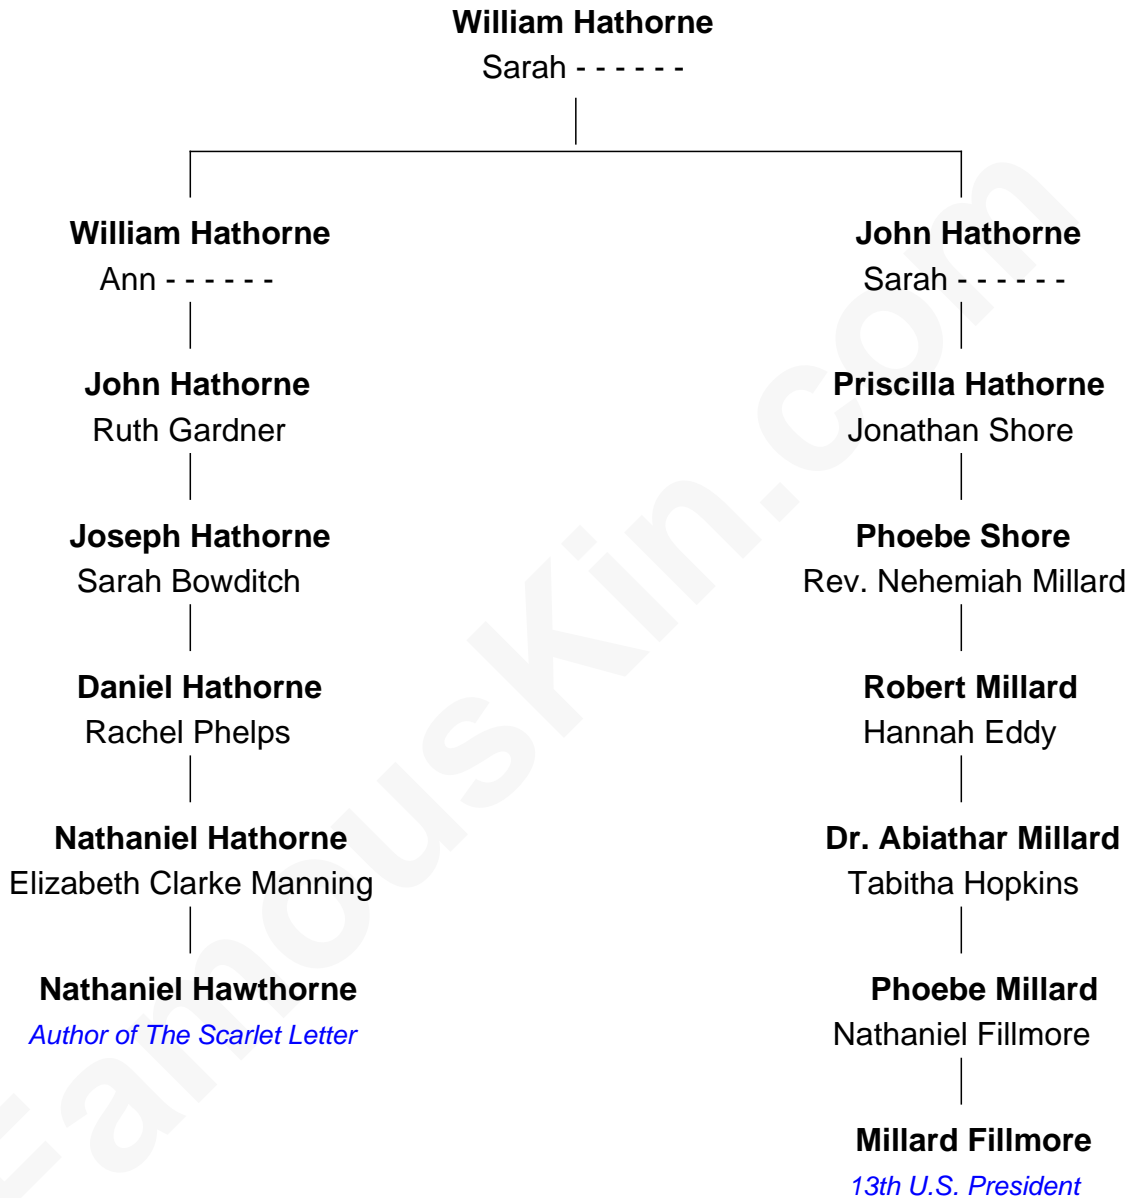 William Hathorne
Sarah - - - - - -
William Hathorne
Ann - - - - - -
John Hathorne
Sarah - - - - - -
John Hathorne
Ruth Gardner
Priscilla Hathorne
Jonathan Shore
Joseph Hathorne
Sarah Bowditch
Phoebe Shore
Rev. Nehemiah Millard
Daniel Hathorne
Rachel Phelps
Robert Millard
Hannah Eddy
Nathaniel Hathorne
Elizabeth Clarke Manning
Dr. Abiathar Millard
Tabitha Hopkins
Nathaniel Hawthorne
Author of The Scarlet Letter
Phoebe Millard
Nathaniel Fillmore
Millard Fillmore
13th U.S. President
FamousKin.com